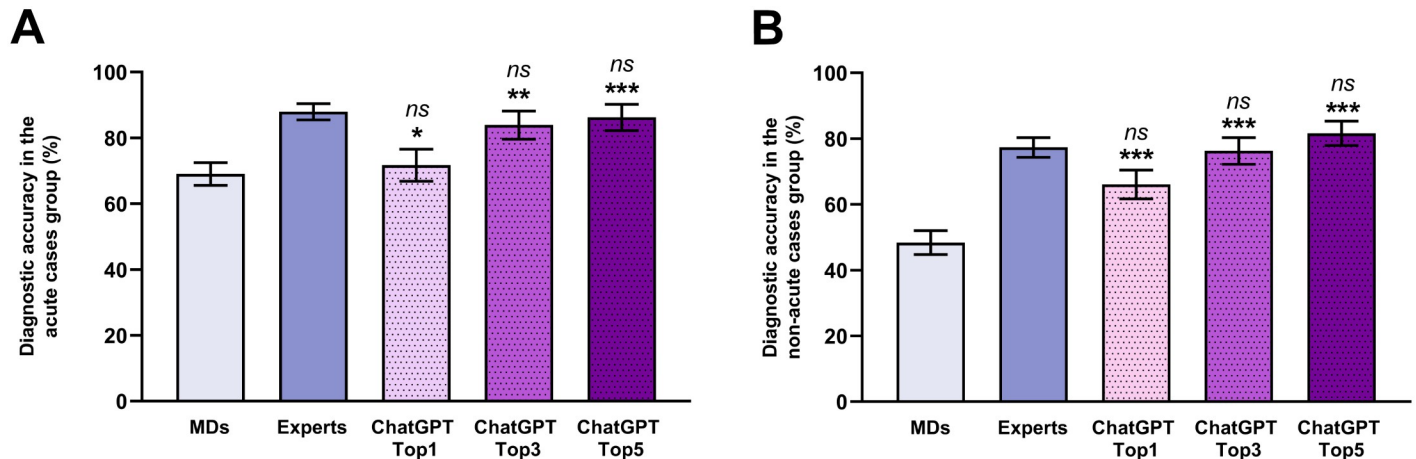 A
Diagnostic accuracy in the
acute cases group (%)
100
80
60
40
20
0
ns
*
ns
**
ns
***
MDs
Experts
ChatGPT
Top1
ChatGPT
Top3
ChatGPT
Top5
B
Diagnostic accuracy in the
non-acute cases group (%)
100
80
60
40
20
0
ns
***
ns
***
ns
***
MDs
Experts
ChatGPT
Top1
ChatGPT
Top3
ChatGPT
Top5